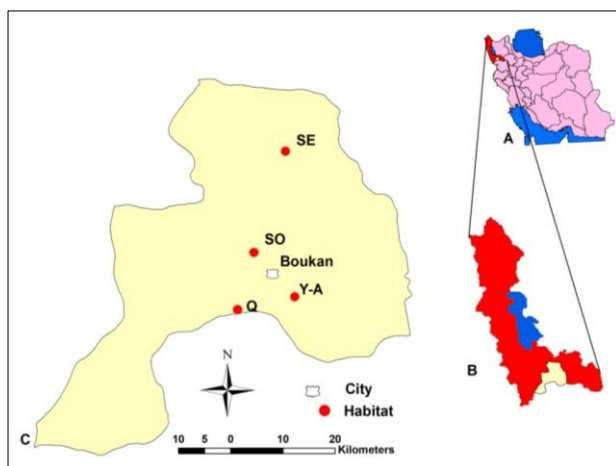 SE
SO
Boukan
Y-A
Q
N
City
Habitat
C
10 5 0 10 20
Kilometers
A
B